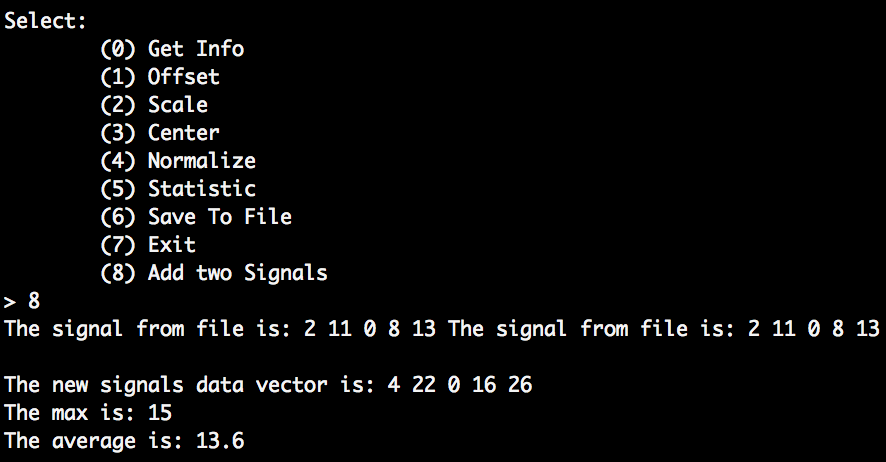 Select:
(0) Get Info
(1) Offset
(2) Scale
(3) Center
(4) Normalize
(5) Statistic
(6) Save To File
(7) Exit
(8) Add two Signals
> 8
The signal from file is: 2 11 0 8 13 The signal from file is: 2 11 0 8 13
The new signals data vector is: 4 22 0 16 26
The max is: 15
The average is: 13.6